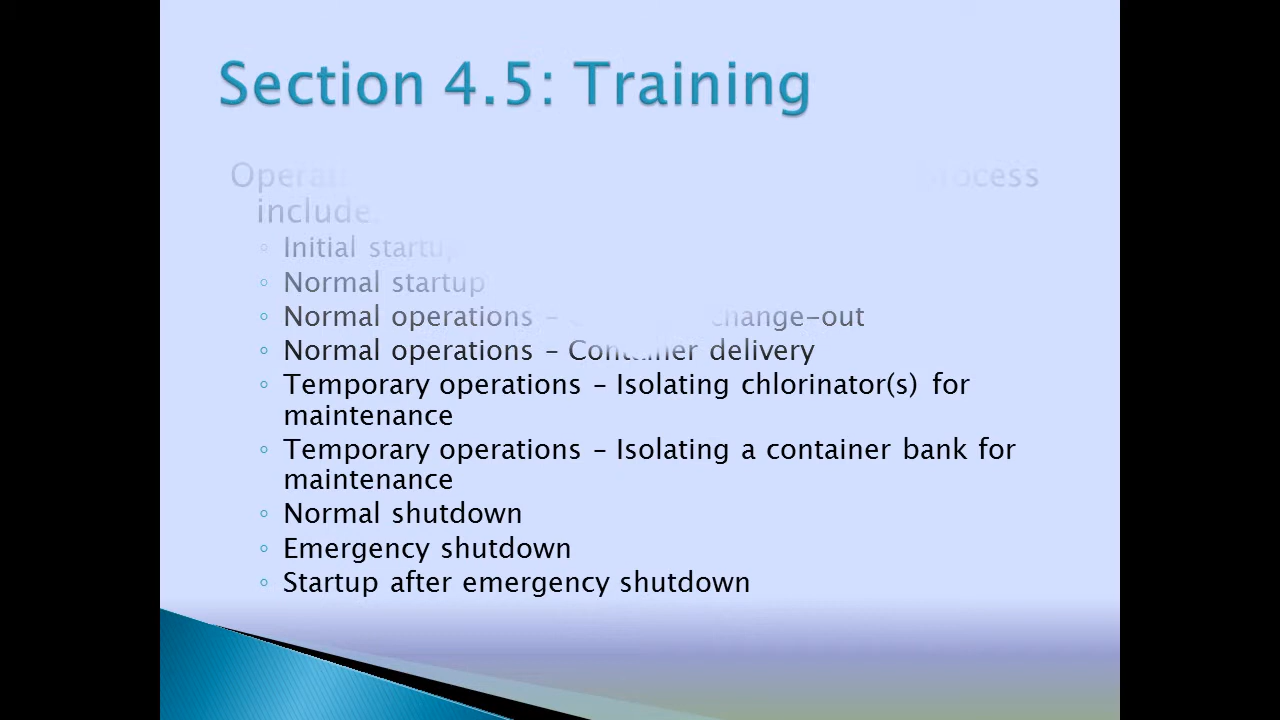 Section 4.5: Training
process
include
◦ Initial startup
◦ Normal startup
◦ Normal operations – change-out
◦ Normal operations – Container delivery
◦ Temporary operations – Isolating chlorinator(s) for
maintenance
◦ Temporary operations – Isolating a container bank for
maintenance
◦ Normal shutdown
◦ Emergency shutdown
◦ Startup after emergency shutdown